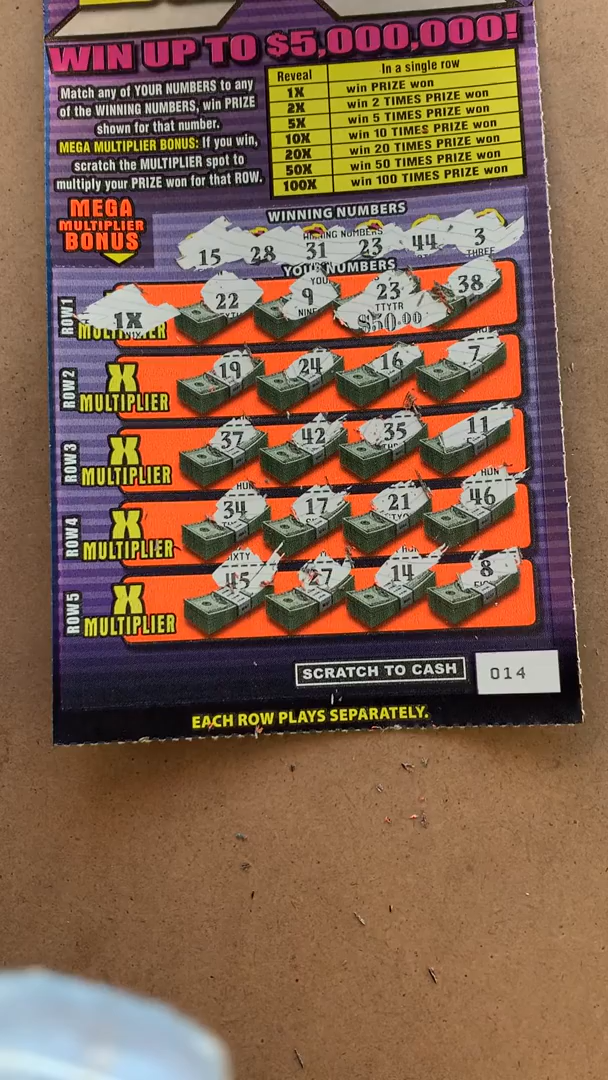 WIN UP TO $5,000,000!
Match any of YOUR NUMBERS to any
of the WINNING NUMBERS, win PRIZE
shown for that number.
MEGA MULTIPLIER BONUS: If you win,
scratch the MULTIPLIER spot to
multiply your PRIZE won for that ROW.
Reveal In a single row
1X win PRIZE won
2X win 2 TIMES PRIZE won
5X win 5 TIMES PRIZE won
10X win 10 TIMES PRIZE won
20X win 20 TIMES PRIZE won
50X win 50 TIMES PRIZE won
100X win 100 TIMES PRIZE won
MEGA
MULTIPLIER
BONUS
WINNING NUMBERS
15 28 31 23 44 3
THREE
YOUR NUMBERS
ROW1 1X 22 9 23 38
MULTIPLIER NINE TTYTR
$50.00
ROW2 X 19 24 16 7
MULTIPLIER
ROW3 X 37 42 35 11
MULTIPLIER
ROW4 X 34 17 21 46
MULTIPLIER
ROW5 X 45 27 14 8
MULTIPLIER
SCRATCH TO CASH 014
EACH ROW PLAYS SEPARATELY.